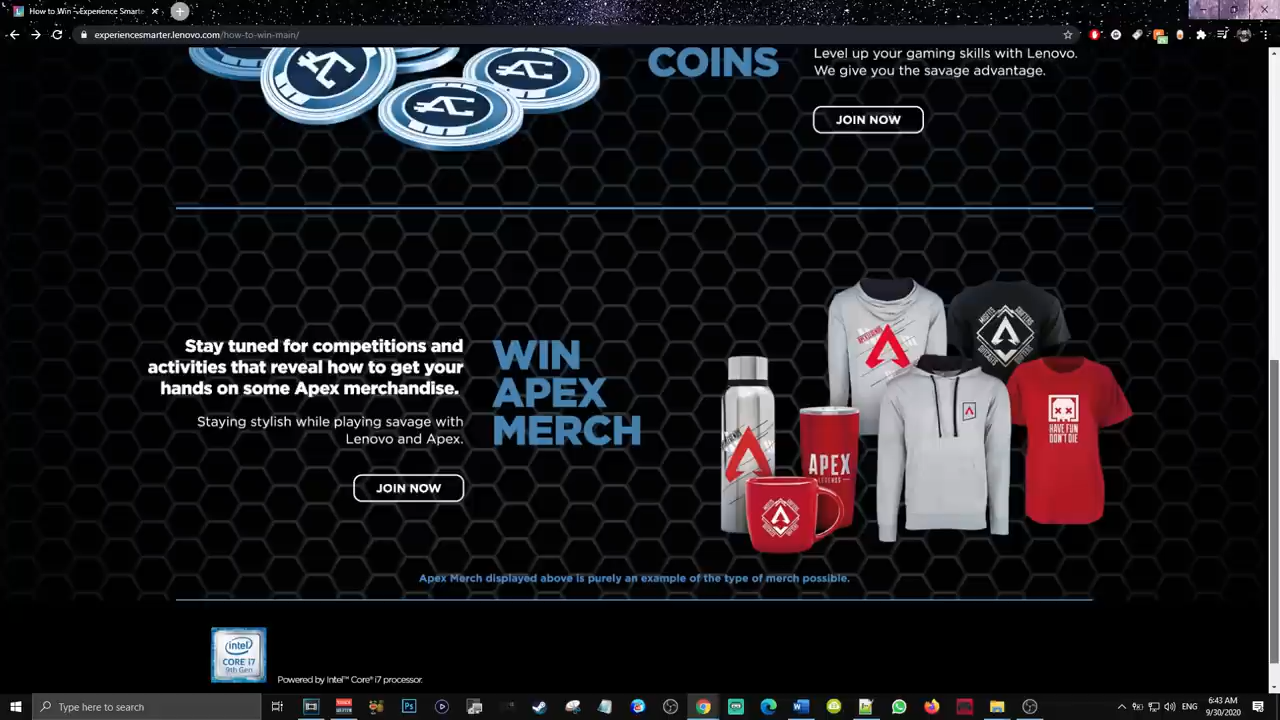 How to Win - Experience Smarte
experiencesmarter.lenovo.com/how-to-win-main/
COINS
Level up your gaming skills with Lenovo.
We give you the savage advantage.
JOIN NOW
Stay tuned for competitions and
activities that reveal how to get your
hands on some Apex merchandise.
Staying stylish while playing savage with
Lenovo and Apex.
JOIN NOW
WIN
APEX
MERCH
APEX
LEGENDS
HAVE FUN
DON'T DIE
Apex Merch displayed above is purely an example of the type of merch possible.
intel
CORE i7
9th Gen
Powered by Intel™ Core® i7 processor.
Type here to search
6:43 AM
9/30/2020